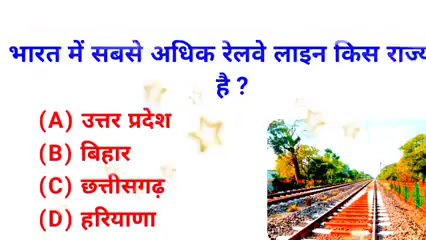 भारत में सबसे अधिक रेलवे लाइन किस राज्य
है ?
(A) उत्तर प्रदेश
(B) बिहार
(C) छत्तीसगढ़
(D) हरियाणा